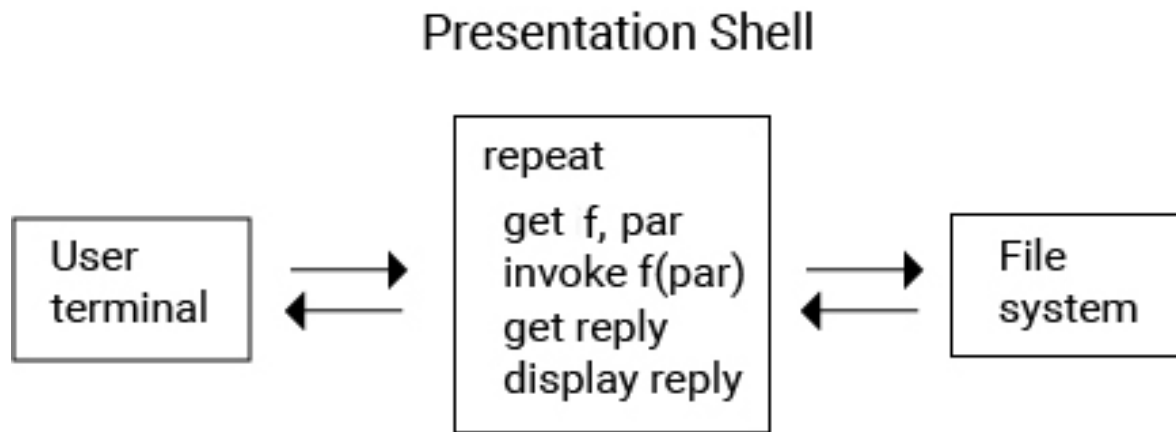 Presentation Shell
User
terminal
repeat
get f, par
invoke f(par)
get reply
display reply
File
system